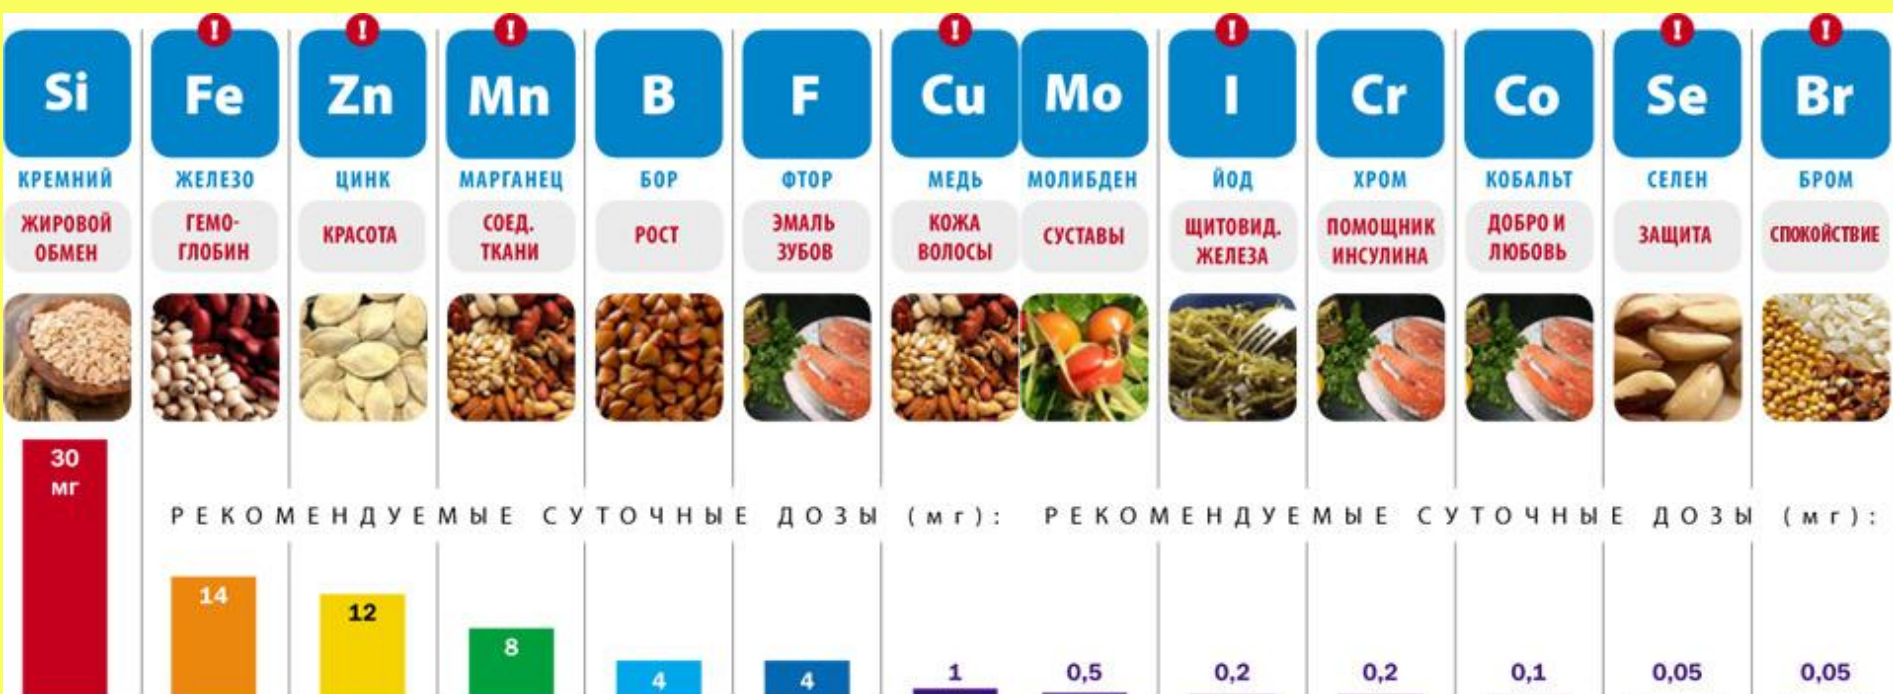 ! ! ! ! ! ! !
Si Fe Zn Mn B F Cu Mo I Cr Co Se Br
КРЕМНИЙ ЖЕЛЕЗО ЦИНК МАРГАНЕЦ БОР ФТОР МЕДЬ МОЛИБДЕН ЙОД ХРОМ КОБАЛЬТ СЕЛЕН БРОМ
ЖИРОВОЙ
ОБМЕН
ГЕМО-
ГЛОБИН
КРАСОТА
СОЕД.
ТКАНИ
РОСТ
ЭМАЛЬ
ЗУБОВ
КОЖА
ВОЛОСЫ
СУСТАВЫ
ЩИТОВИД.
ЖЕЛЕЗА
ПОМОЩНИК
ИНСУЛИНА
ДОБРО И
ЛЮБОВЬ
ЗАЩИТА
СПОКОЙСТВИЕ
30
мг
РЕКОМЕНДУЕМЫЕ СУТОЧНЫЕ ДОЗЫ (мг): РЕКОМЕНДУЕМЫЕ СУТОЧНЫЕ ДОЗЫ (мг):
14 12 8 4 4 1 0,5 0,2 0,2 0,1 0,05 0,05